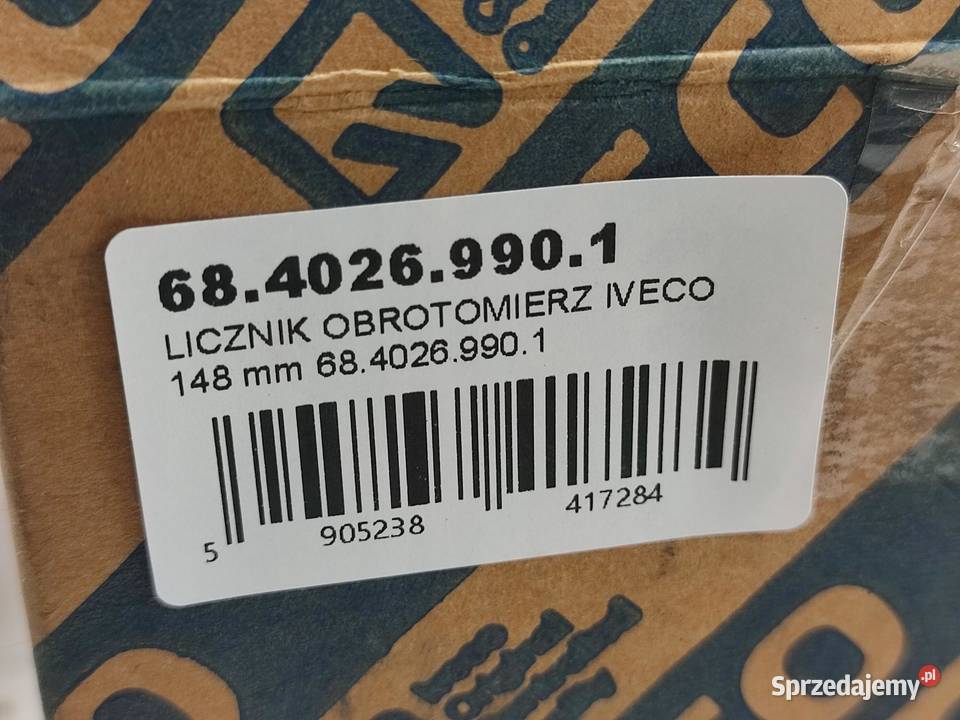 68.4026.990.1
LICZNIK OBROTOMIERZ IVECO
148 mm 68.4026.990.1
5 905238 417284
Sprzedajemy.pl